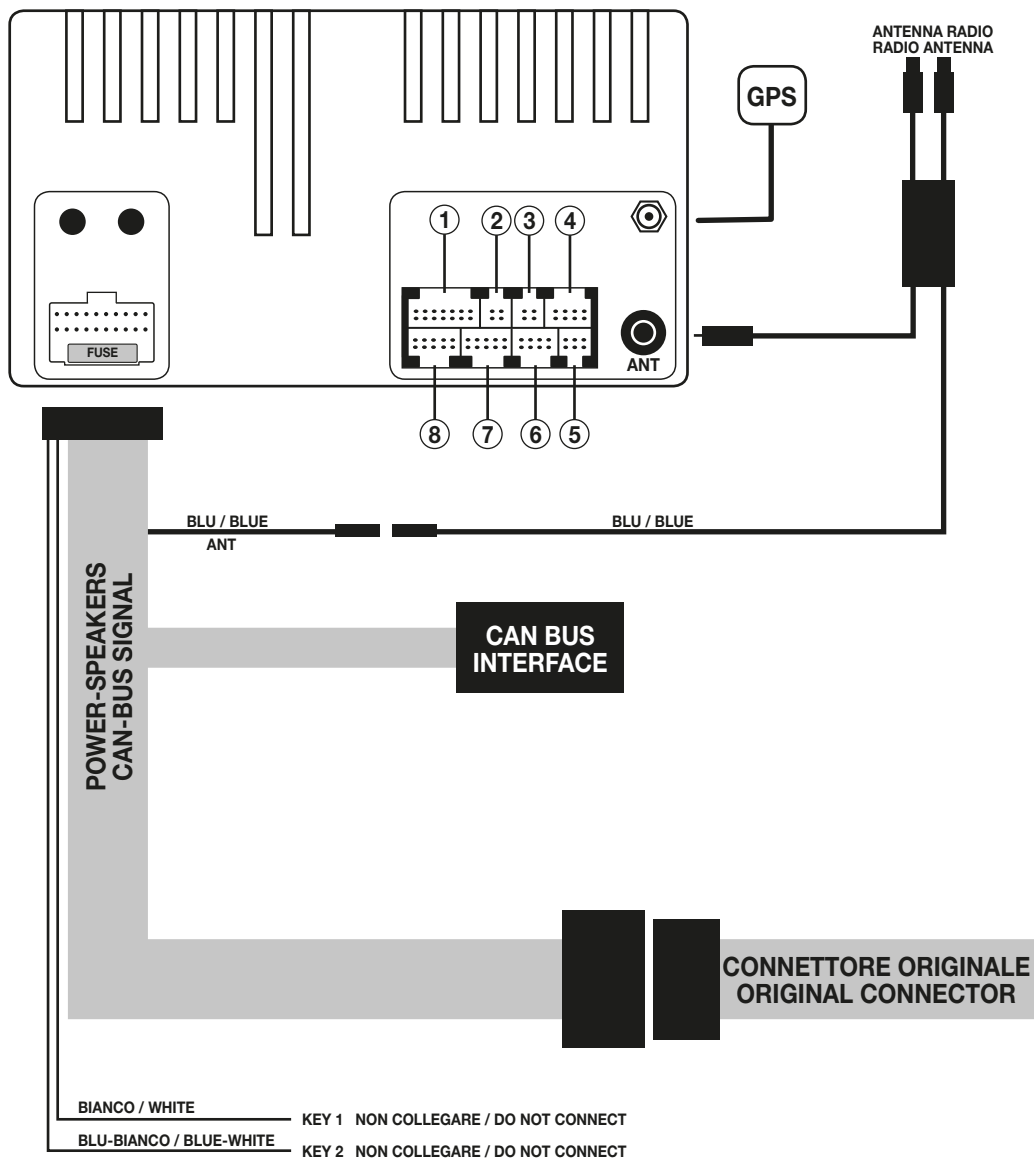 ANTENNA RADIO
RADIO ANTENNA
GPS
1
2
3
4
FUSE
ANT
8
7
6
5
BLU / BLUE
ANT
BLU / BLUE
POWER-SPEAKERS
CAN-BUS SIGNAL
CAN BUS
INTERFACE
CONNETTORE ORIGINALE
ORIGINAL CONNECTOR
BIANCO / WHITE
KEY 1 NON COLLEGARE / DO NOT CONNECT
BLU-BIANCO / BLUE-WHITE
KEY 2 NON COLLEGARE / DO NOT CONNECT